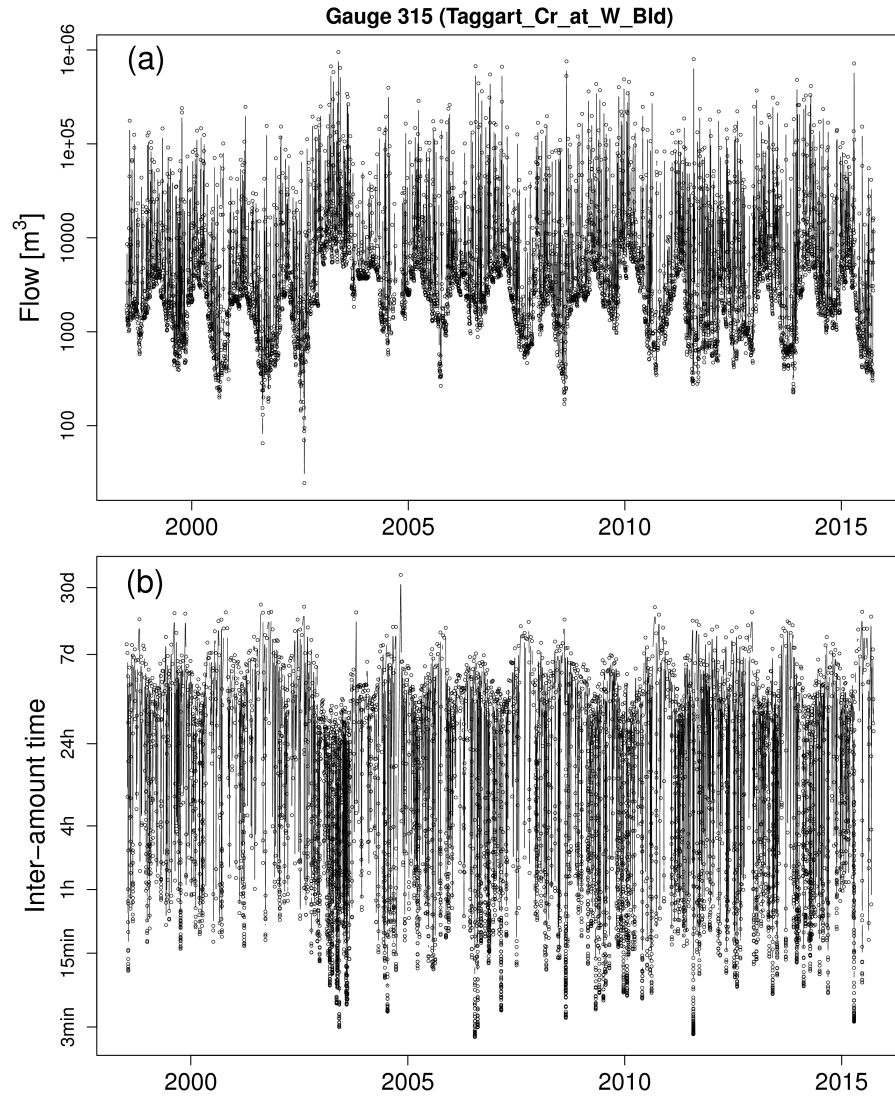 Gauge 315 (Taggart_Cr_at_W_Bld)
(a)
Flow [m³]
1e+06
1e+05
10000
1000
100
2000 2005 2010 2015
(b)
Inter−amount time
30d
7d
24h
4h
1h
15min
3min
2000 2005 2010 2015